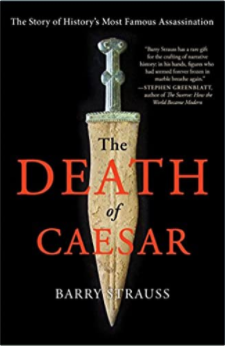 The Story of History's Most Famous Assassination
"Barry Strauss has a rare gift
for the crafting of narrative
history: in his hands, figures who
had seemed forever frozen in
marble breathe again."
—STEPHEN GREENBLATT,
author of The Swerve: How the
World Became Modern
The
DEATH
of
CAESAR
BARRY STRAUSS